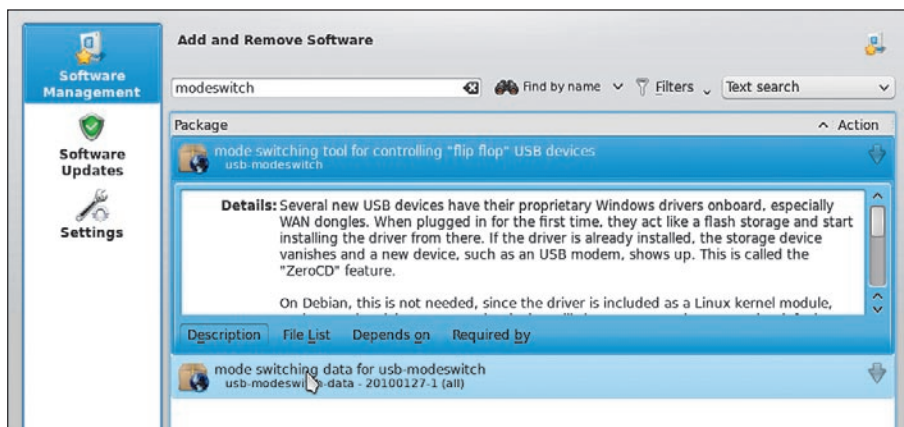 Add and Remove Software
Software Management
modeswitch
Find by name
Filters
Text search
Package
Action
Software Updates
Settings
mode switching tool for controlling "flip flop" USB devices
usb-modeswitch
Details: Several new USB devices have their proprietary Windows drivers onboard, especially
WAN dongles. When plugged in for the first time, they act like a flash storage and start
installing the driver from there. If the driver is already installed, the storage device
vanishes and a new device, such as an USB modem, shows up. This is called the
"ZeroCD" feature.
On Debian, this is not needed, since the driver is included as a Linux kernel module,
Description
File List
Depends on
Required by
mode switching data for usb-modeswitch
usb-modeswi data - 20100127-1 (all)